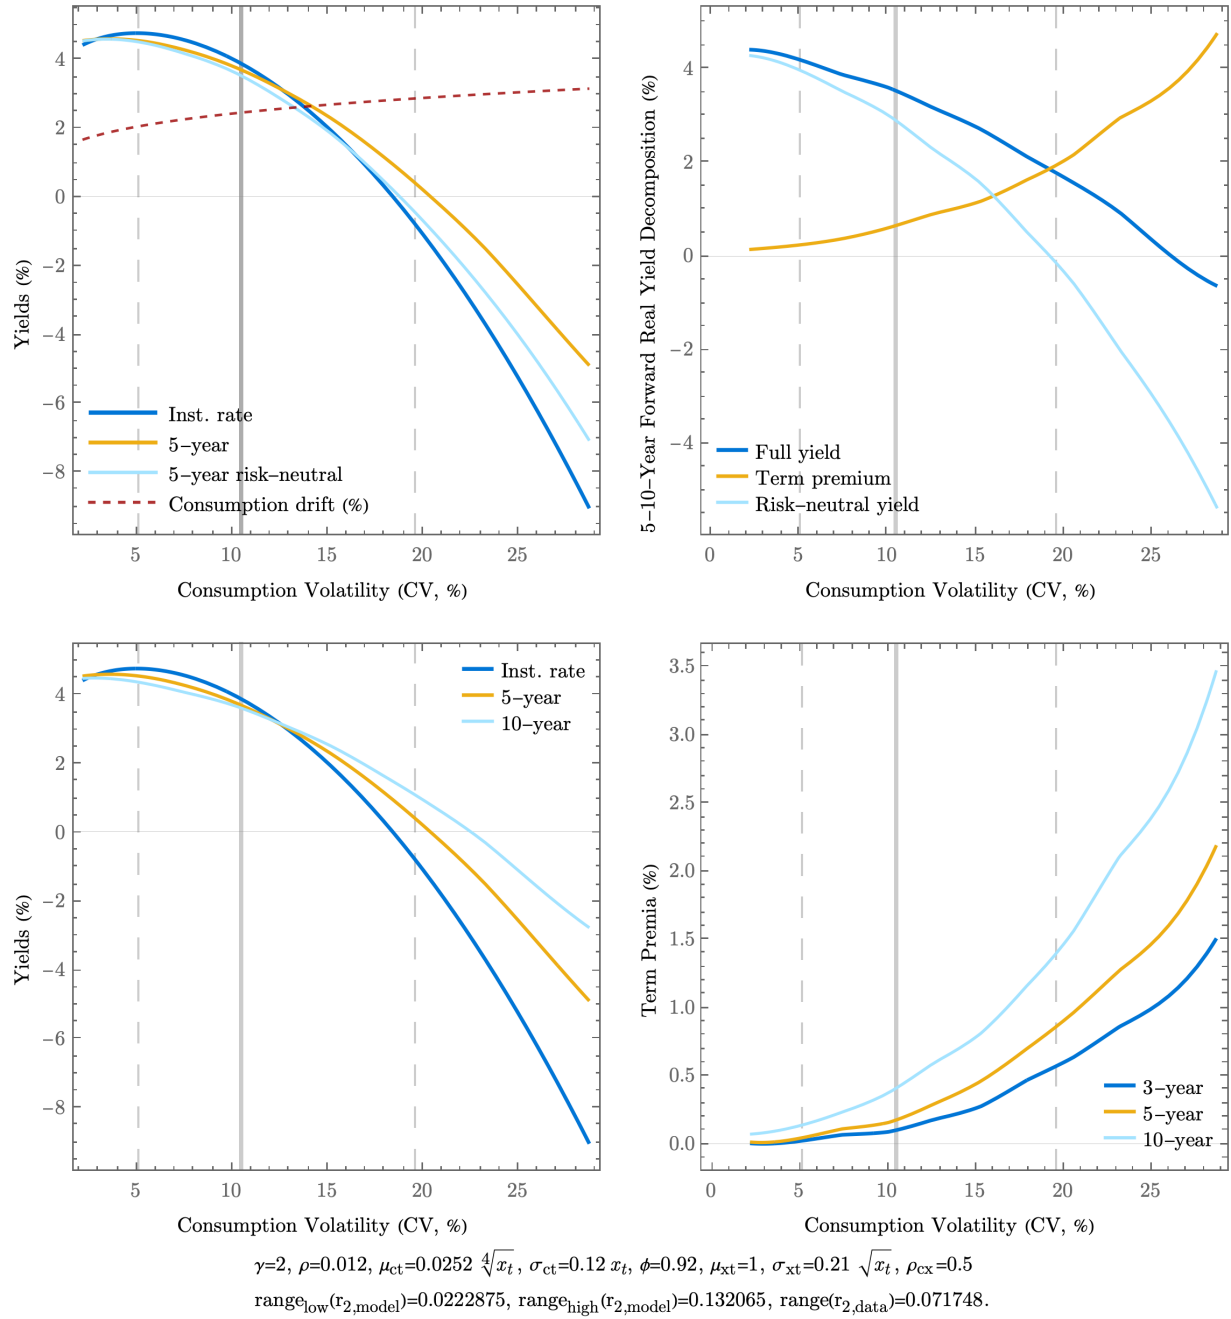 4
2
0
−2
−4
−6
−8
Yields (%)
Inst. rate
5−year
5−year risk−neutral
Consumption drift (%)
5 10 15 20 25
Consumption Volatility (CV, %)
4
2
0
−2
−4
5−10−Year Forward Real Yield Decomposition (%)
Full yield
Term premium
Risk−neutral yield
0 5 10 15 20 25
Consumption Volatility (CV, %)
4
2
0
−2
−4
−6
−8
Yields (%)
Inst. rate
5−year
10−year
5 10 15 20 25
Consumption Volatility (CV, %)
3.5
3.0
2.5
2.0
1.5
1.0
0.5
0.0
Term Premia (%)
3−year
5−year
10−year
0 5 10 15 20 25
Consumption Volatility (CV, %)
γ=2, ρ=0.012, μct=0.0252 ∜xt, σct=0.12 xt, ϕ=0.92, μxt=1, σxt=0.21 √xt, ρcx=0.5
rangelow(r2,model)=0.0222875, rangehigh(r2,model)=0.132065, range(r2,data)=0.071748.